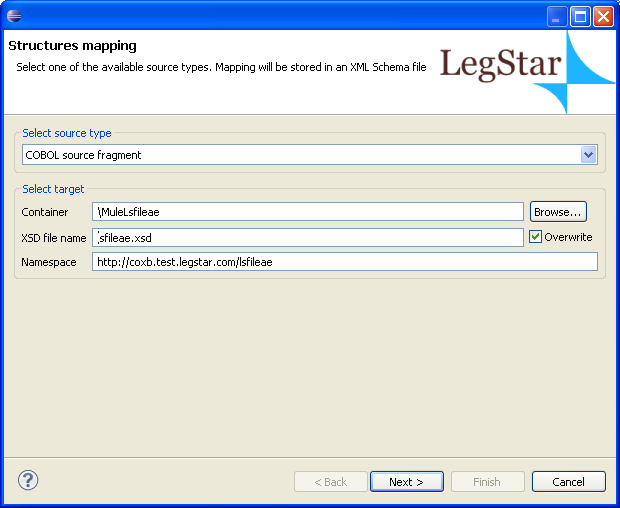 Structures mapping
Select one of the available source types. Mapping will be stored in an XML Schema file
LegStar
Select source type
COBOL source fragment
Select target
Container \MuleLsfileae Browse...
XSD file name sfileae.xsd Overwrite
Namespace http://coxb.test.legstar.com/lsfileae
? < Back Next > Finish Cancel